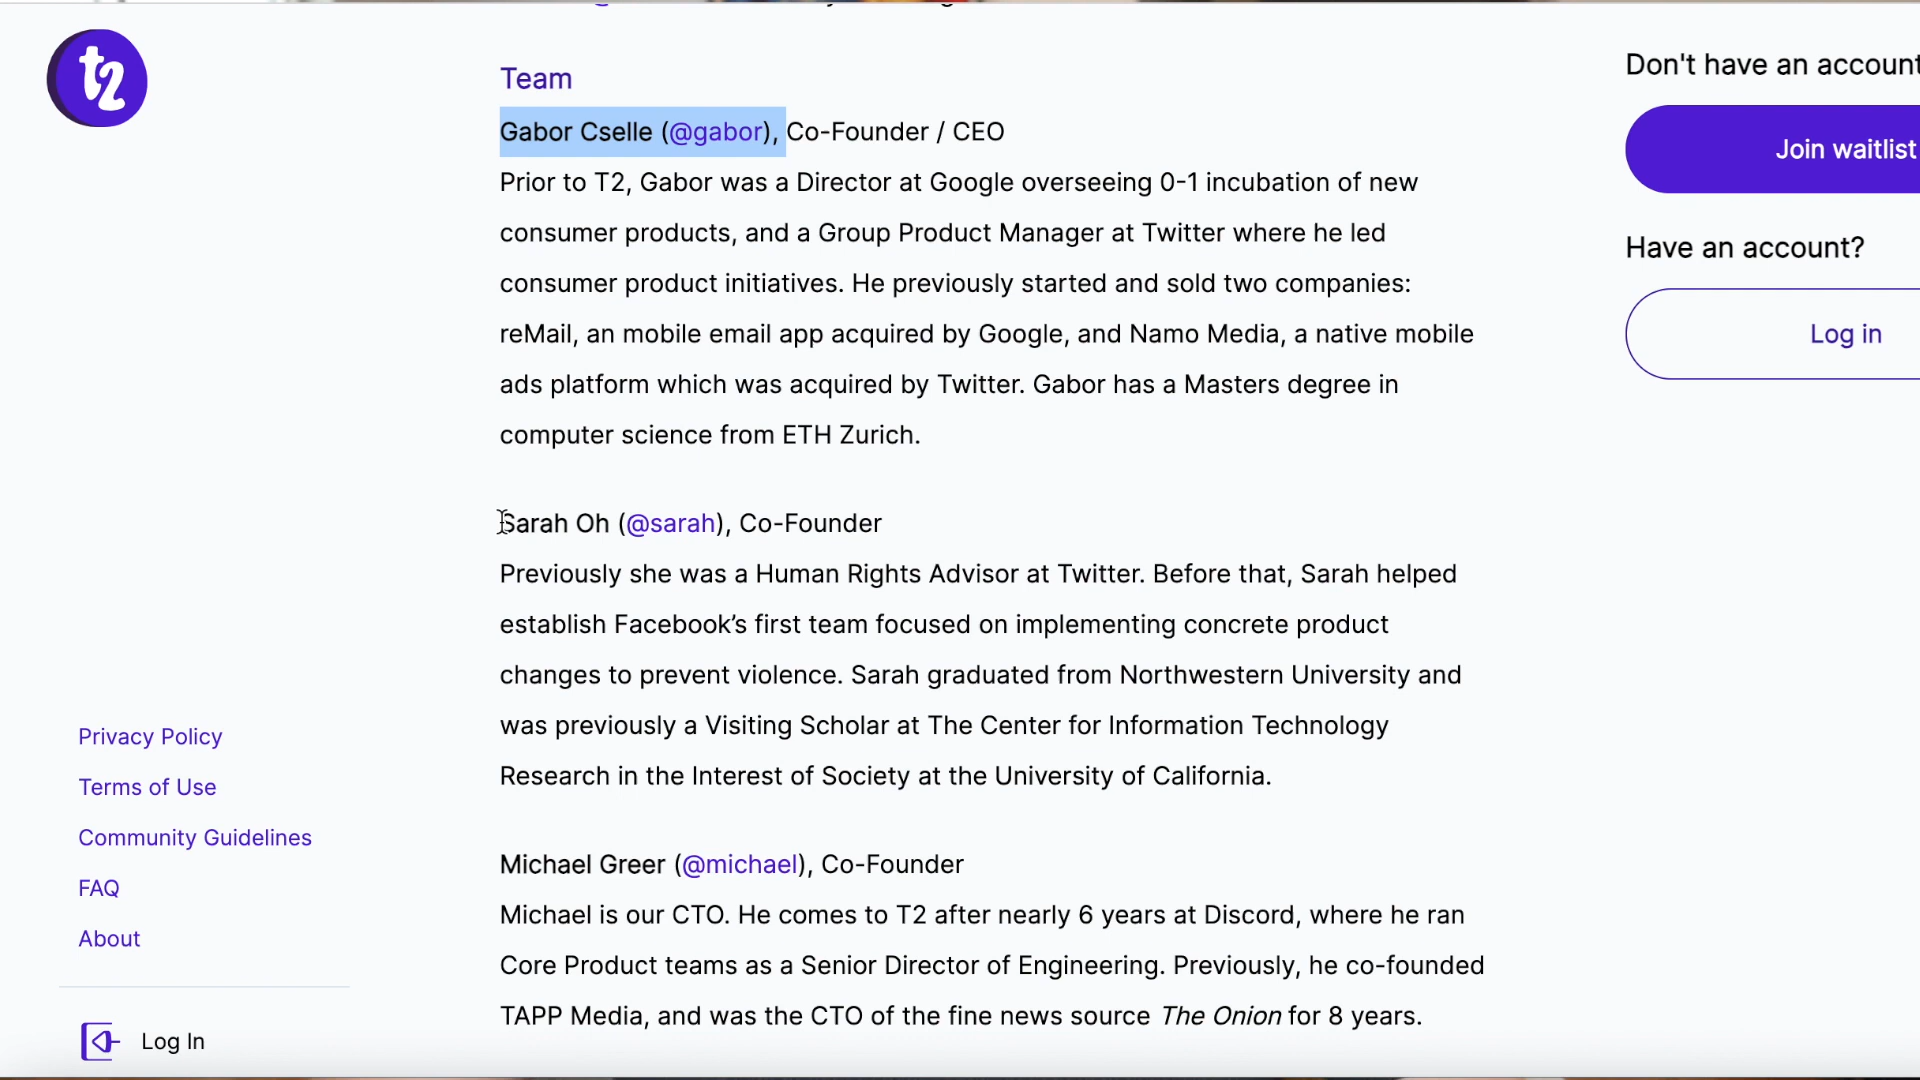 t2
Team
Gabor Cselle (@gabor), Co-Founder / CEO
Prior to T2, Gabor was a Director at Google overseeing 0-1 incubation of new
consumer products, and a Group Product Manager at Twitter where he led
consumer product initiatives. He previously started and sold two companies:
reMail, an mobile email app acquired by Google, and Namo Media, a native mobile
ads platform which was acquired by Twitter. Gabor has a Masters degree in
computer science from ETH Zurich.
Sarah Oh (@sarah), Co-Founder
Previously she was a Human Rights Advisor at Twitter. Before that, Sarah helped
establish Facebook’s first team focused on implementing concrete product
changes to prevent violence. Sarah graduated from Northwestern University and
was previously a Visiting Scholar at The Center for Information Technology
Research in the Interest of Society at the University of California.
Michael Greer (@michael), Co-Founder
Michael is our CTO. He comes to T2 after nearly 6 years at Discord, where he ran
Core Product teams as a Senior Director of Engineering. Previously, he co-founded
TAPP Media, and was the CTO of the fine news source The Onion for 8 years.
Don't have an account
Join waitlist
Have an account?
Log in
Privacy Policy
Terms of Use
Community Guidelines
FAQ
About
Log In